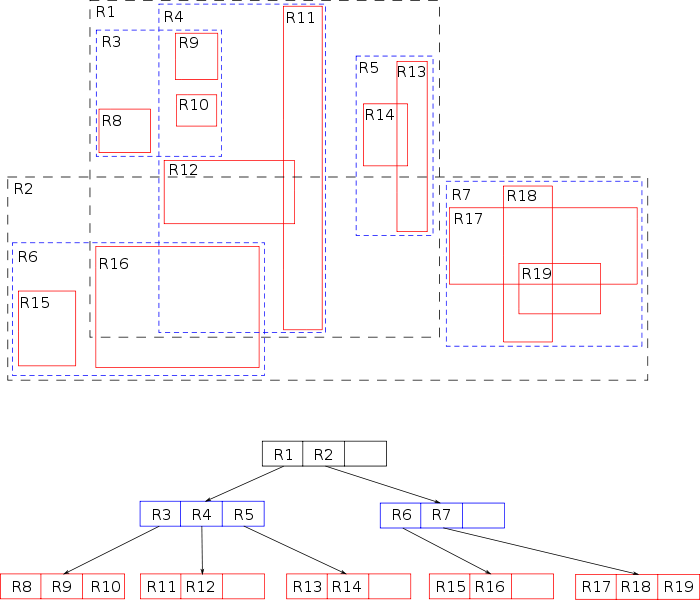 R1
R4
R11
R3
R9
R5
R13
R10
R14
R8
R12
R2
R7
R18
R17
R6
R16
R19
R15
R1 R2
R3 R4 R5
R6 R7
R8 R9 R10
R11 R12
R13 R14
R15 R16
R17 R18 R19